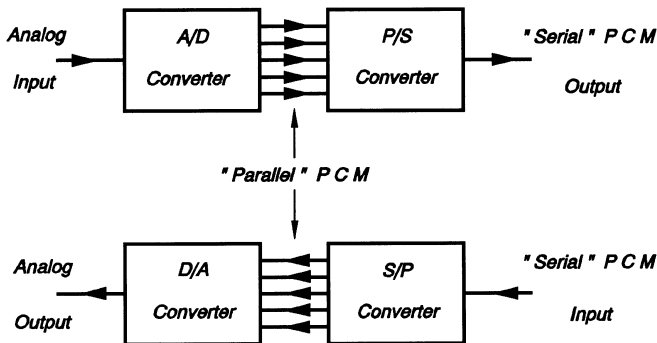 Analog
Input
A/D
Converter
P/S
Converter
" Serial " P C M
Output
" Parallel " P C M
Analog
Output
D/A
Converter
S/P
Converter
" Serial " P C M
Input